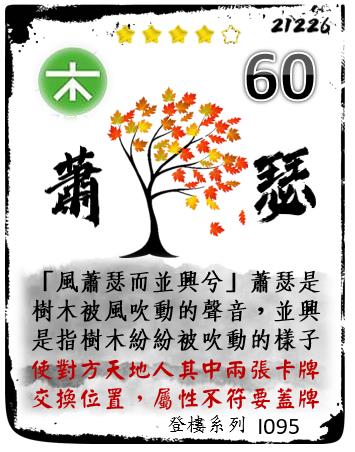 21226
木
60
蕭瑟
「風蕭瑟而並興兮」蕭瑟是
樹木被風吹動的聲音，並興
是指樹木紛紛被吹動的樣子
使對方天地人其中兩張卡牌
交換位置，屬性不符要蓋牌
登樓系列 I095